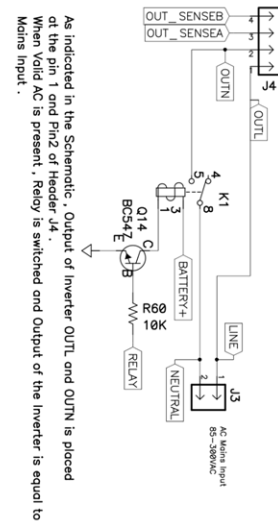 OUT_SENSEB
OUT_SENSEA
4
3
2
1
J4
OUTN
OUTL
5
4
K1
8
3
1
Q14
BC547
C
B
E
BATTERY+
R60
10K
RELAY
LINE
NEUTRAL
1
2
J3
AC Mains Input
85-300VAC
As indicated in the Schematic , Output of Inverter OUTL and OUTN is placed
at the pin 1 and Pin2 of Header J4 .
When Valid AC is present , Relay is switched and Output of the Inverter is equal to
Mains Input .